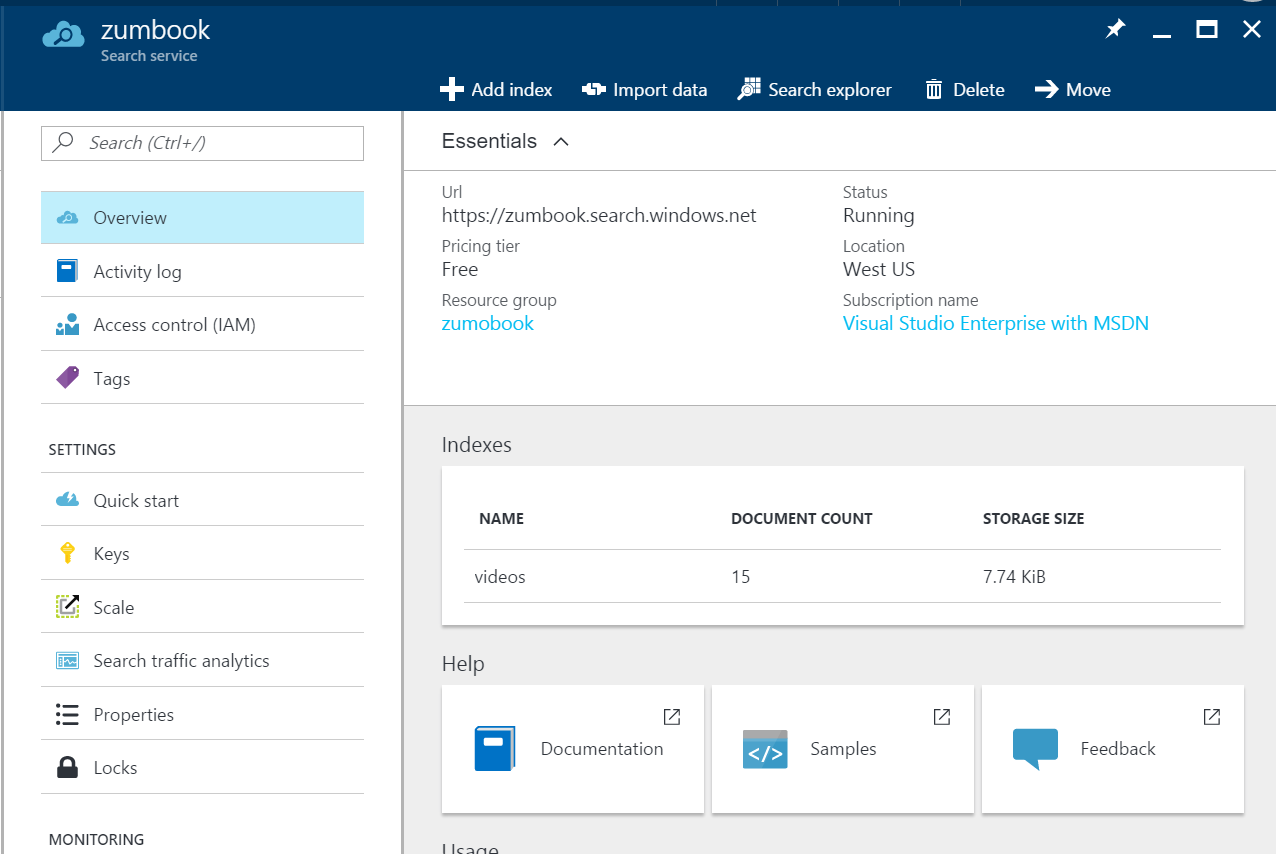 zumbook
Search service
Add index Import data Search explorer Delete Move
Search (Ctrl+/)
Overview
Activity log
Access control (IAM)
Tags
SETTINGS
Quick start
Keys
Scale
Search traffic analytics
Properties
Locks
MONITORING
Essentials
Url
https://zumbook.search.windows.net
Pricing tier
Free
Resource group
zumobook
Status
Running
Location
West US
Subscription name
Visual Studio Enterprise with MSDN
Indexes
NAME DOCUMENT COUNT STORAGE SIZE
videos 15 7.74 KiB
Help
Documentation
</> Samples
Feedback
Usage